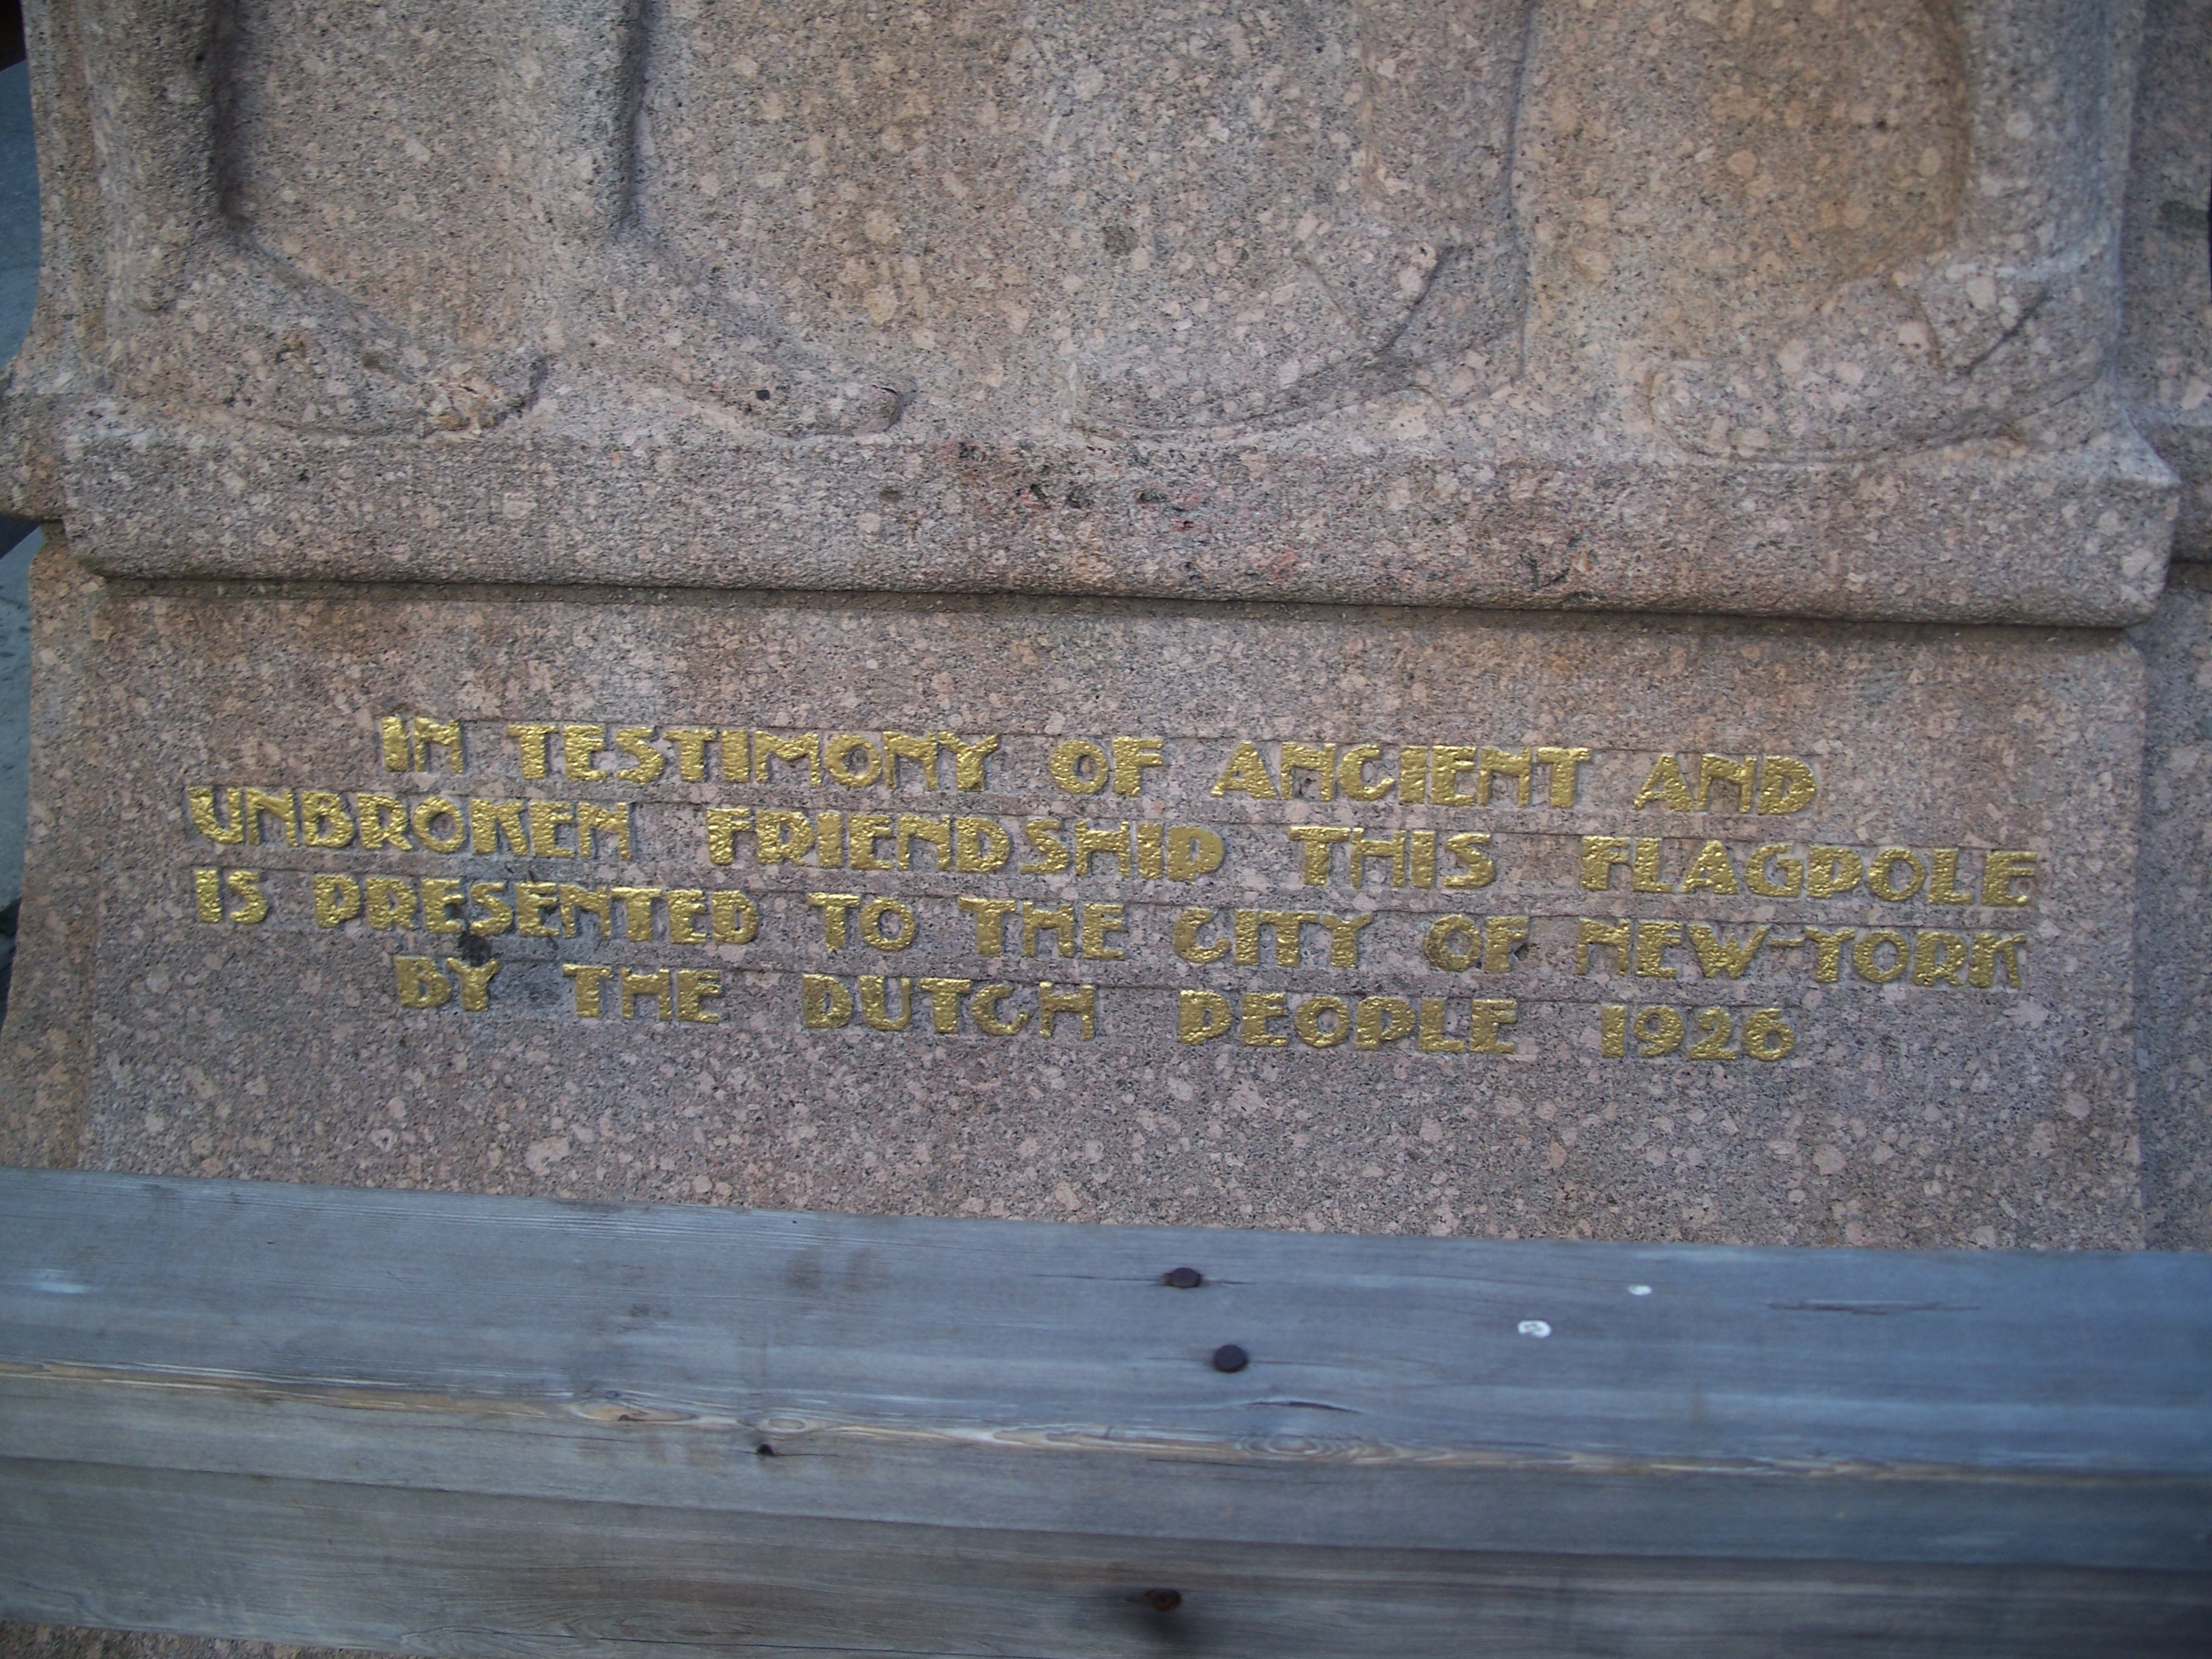 IN TESTIMONY OF ANCIENT AND
UNBROKEN FRIENDSHIP THIS FLAGPOLE
IS PRESENTED TO THE CITY OF NEW-YORK
BY THE DUTCH PEOPLE 1926